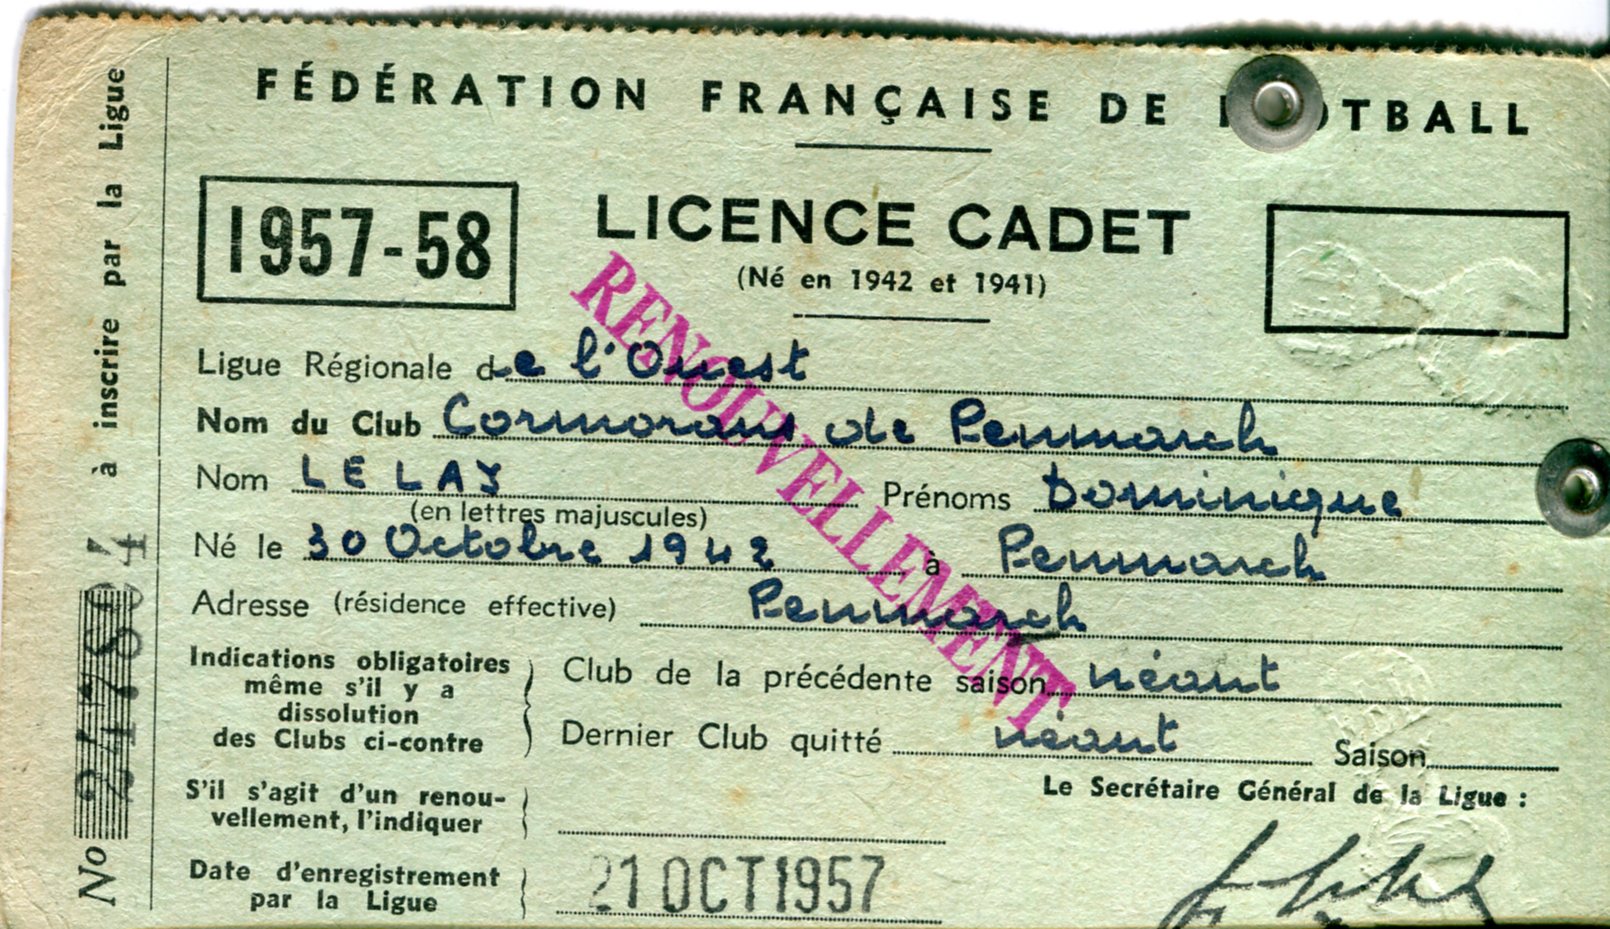 FÉDÉRATION FRANÇAISE DE FOOTBALL
1957-58
LICENCE CADET
(Né en 1942 et 1941)
RENOUVELLEMENT
Ligue Régionale de l'Ouest
Nom du Club Cormorans de Penmarch
Nom LE LAY Prénoms Dominique
(en lettres majuscules)
Né le 30 Octobre 1942 à Penmarch
Adresse (résidence effective) Penmarch
Indications obligatoires
même s'il y a
dissolution
des Clubs ci-contre
Club de la précédente saison néant
Dernier Club quitté néant Saison
Le Secrétaire Général de la Ligue :
S'il s'agit d'un renou-
vellement, l'indiquer
Date d'enregistrement
par la Ligue
21 OCT 1957
No
à inscrire par la Ligue